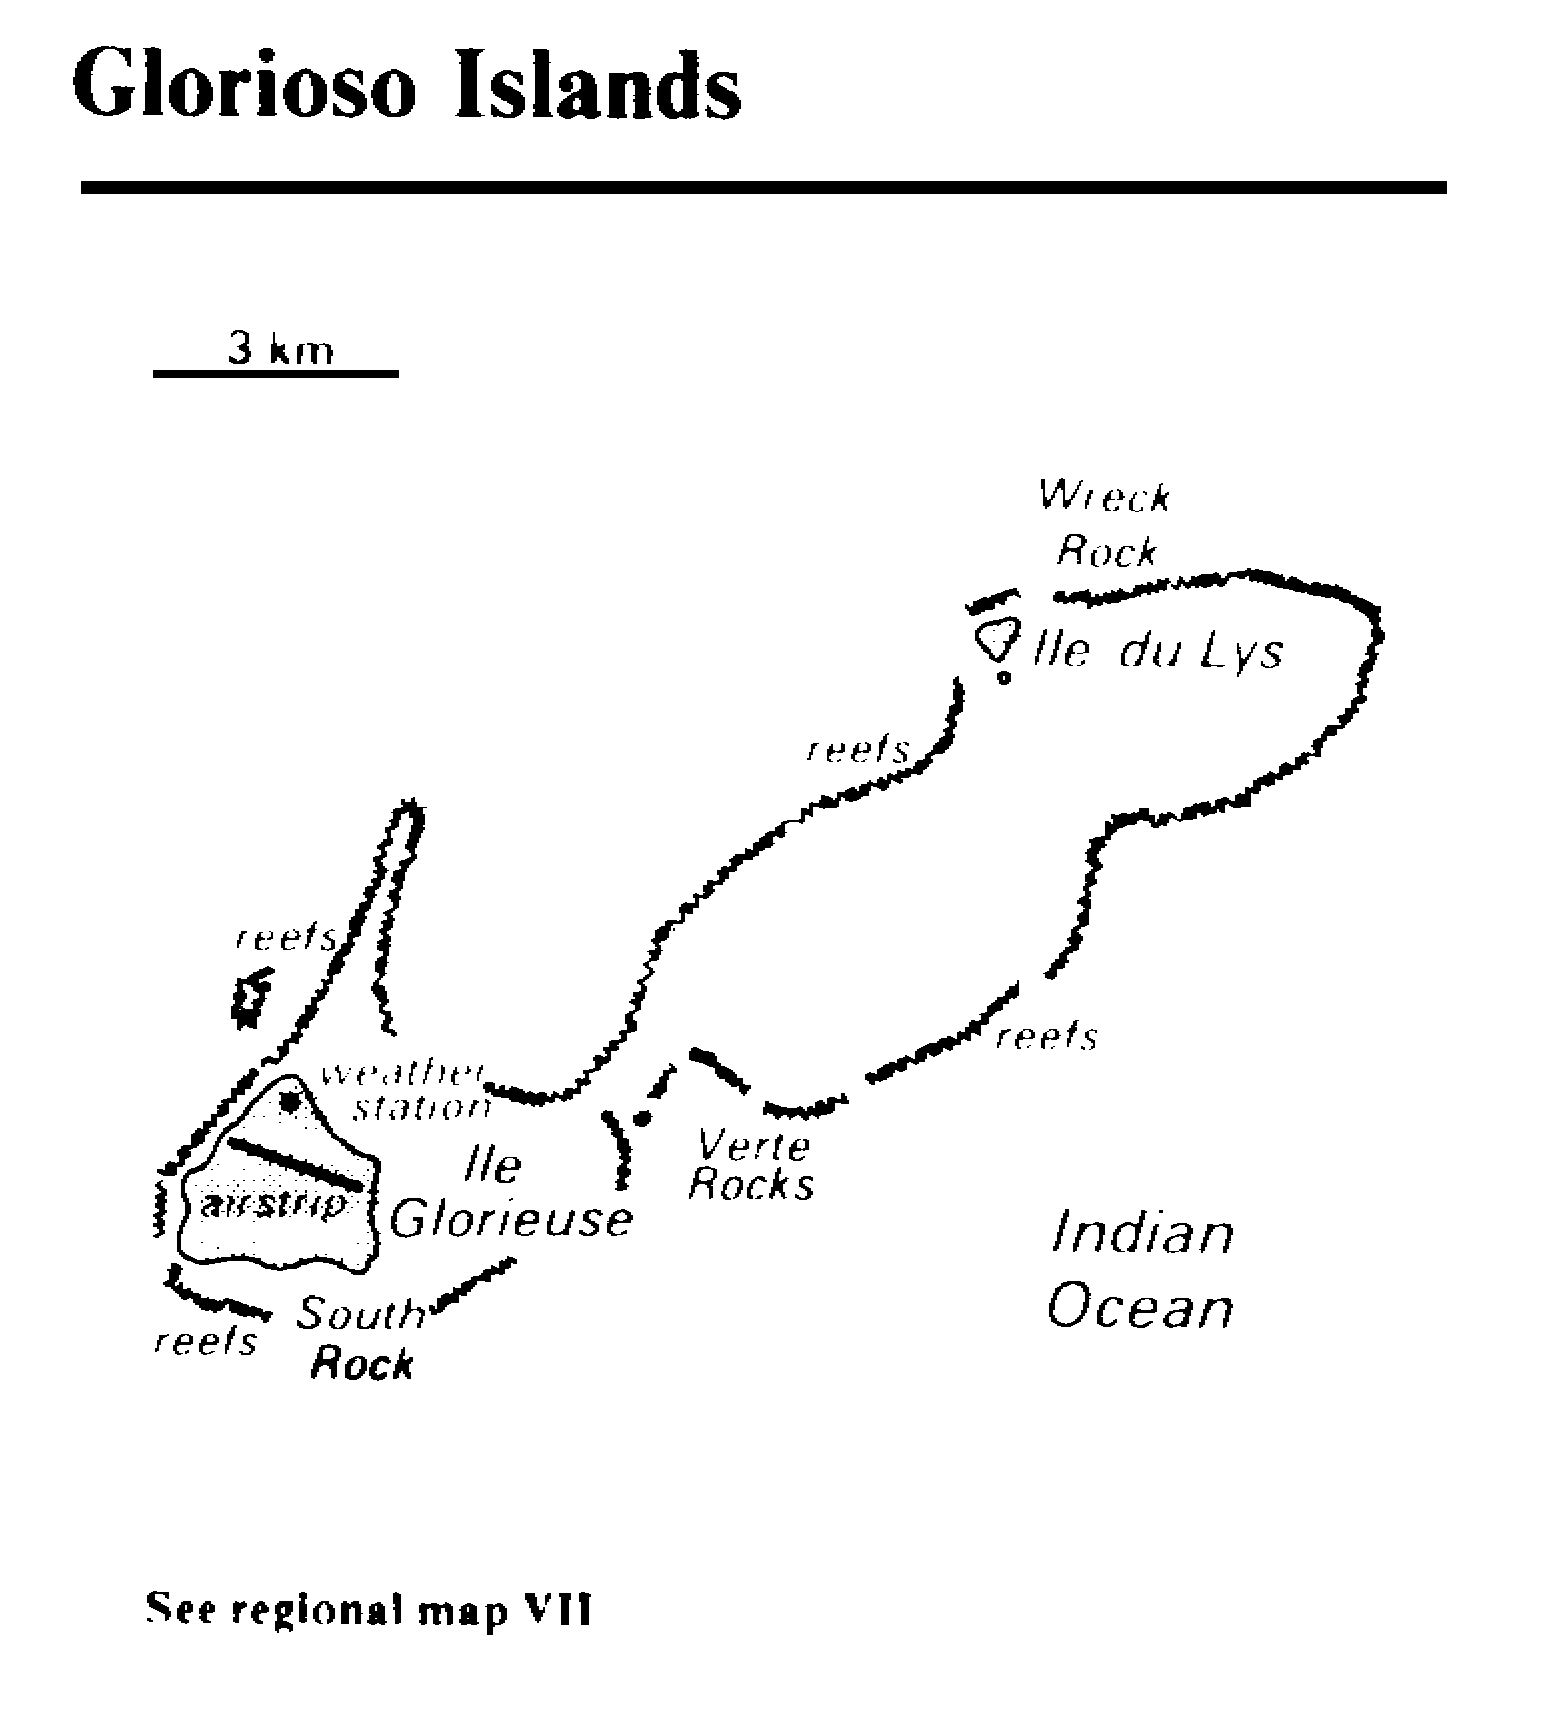 Glorioso Islands
3 km
Wreck
Rock
Ile du Lys
reefs
reefs
reefs
weather
station
Verte
Rocks
Ile
Glorieuse
airstrip
Indian
Ocean
South
Rock
reefs
See regional map VII